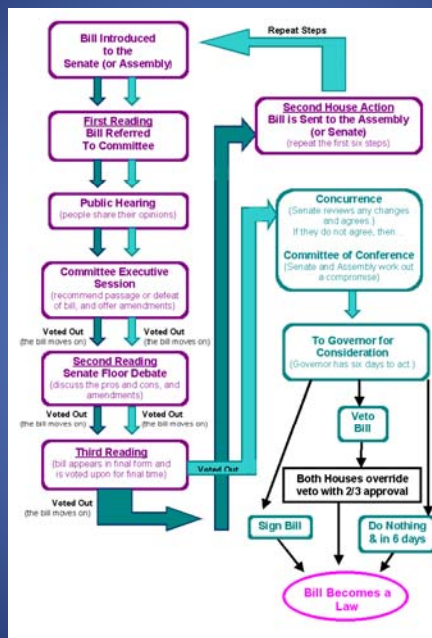 Bill Introduced
to the
Senate (or Assembly)
First Reading
Bill Referred
To Committee
Public Hearing
(people share their opinions)
Committee Executive
Session
(recommend passage or defeat
of bill, and offer amendments)
Voted Out
(the bill moves on)
Voted Out
(the bill moves on)
Second Reading
Senate Floor Debate
(discuss the pros and cons, and
amendments)
Voted Out
(the bill moves on)
Voted Out
(the bill moves on)
Third Reading
(bill appears in final form and
is voted upon for final time)
Voted Out
Voted Out
(the bill moves on)
Repeat Steps
Second House Action
Bill is Sent to the Assembly
(or Senate)
(repeat the first six steps)
Concurrence
(Senate reviews any changes
and agrees.)
If they do not agree, then...
Committee of Conference
(Senate and Assembly work out
a compromise)
To Governor for
Consideration
(Governor has six days to act.)
Veto
Bill
Both Houses override
veto with 2/3 approval
Sign Bill
Do Nothing
& in 6 days
Bill Becomes a
Law